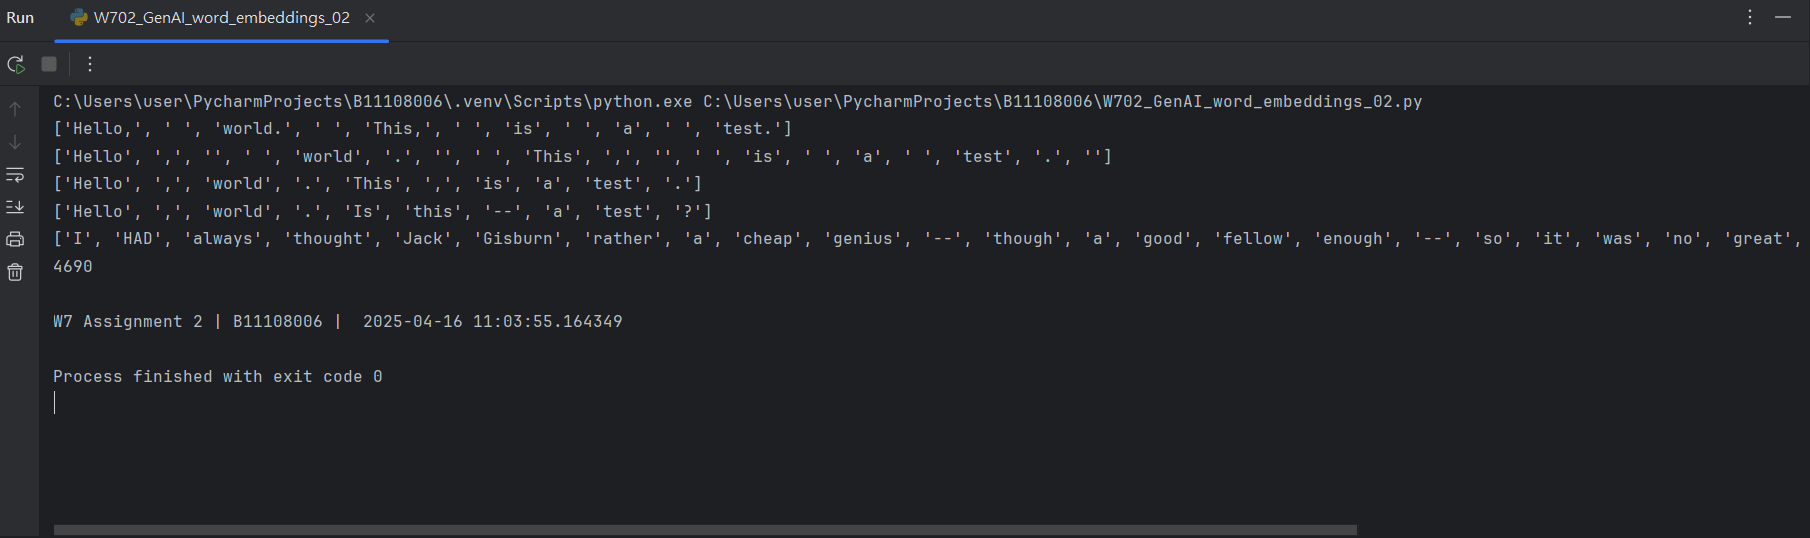 Run W702_GenAI_word_embeddings_02
C:\Users\user\PycharmProjects\B11108006\.venv\Scripts\python.exe C:\Users\user\PycharmProjects\B11108006\W702_GenAI_word_embeddings_02.py
['Hello,', ' ', 'world.', ' ', 'This,', ' ', 'is', ' ', 'a', ' ', 'test.']
['Hello', ',', '', ' ', 'world', '.', '', ' ', 'This', ',', '', ' ', 'is', ' ', 'a', ' ', 'test', '.', '']
['Hello', ',', 'world', '.', 'This', ',', 'is', 'a', 'test', '.']
['Hello', ',', 'world', '.', 'Is', 'this', '--', 'a', 'test', '?']
['I', 'HAD', 'always', 'thought', 'Jack', 'Gisburn', 'rather', 'a', 'cheap', 'genius', '--', 'though', 'a', 'good', 'fellow', 'enough', '--', 'so', 'it', 'was', 'no', 'great',
4690
W7 Assignment 2 | B11108006 |  2025-04-16 11:03:55.164349
Process finished with exit code 0